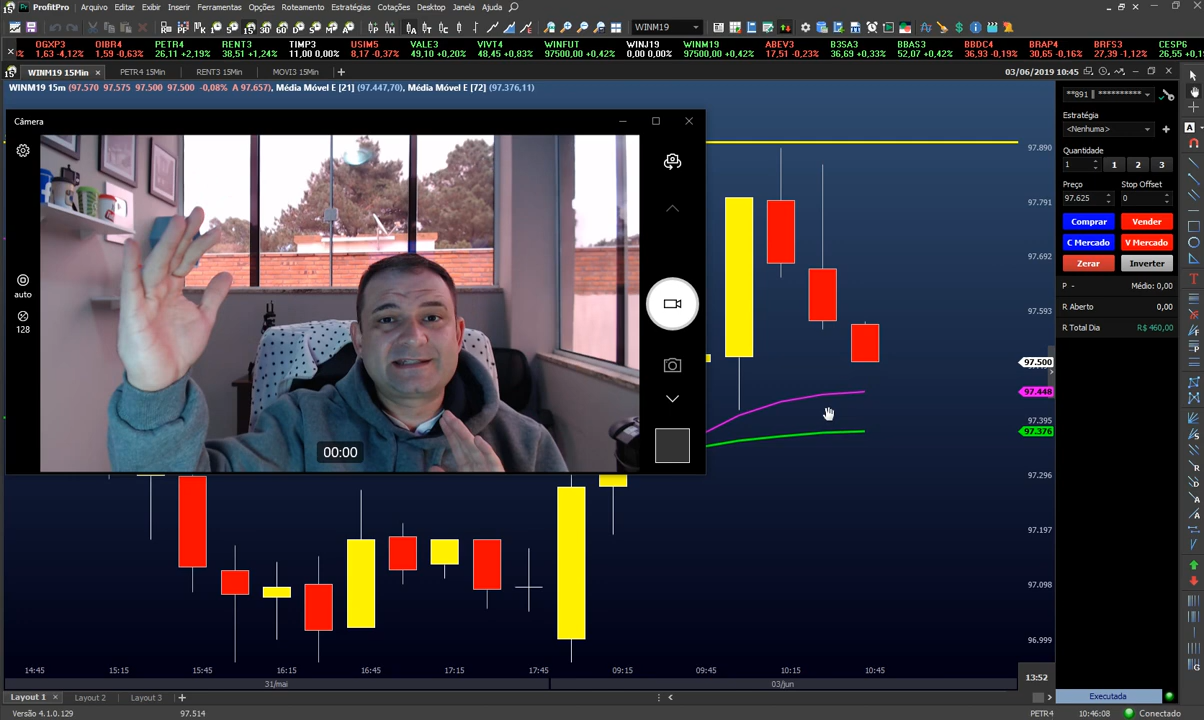 ProfitPro Arquivo Editar Exibir Inserir Ferramentas Opções Roteamento Estratégias Cotações Desktop Janela Ajuda
WINM19
OGXP3 OIBR4 PETR4 RENT3 TIMP3 USIM5 VALE3 VIVT4 WINFUT WINJ19 WINM19 ABEV3 B3SA3 BBAS3 BBDC4 BRAP4 BRFS3 CESP6
1,63 -4,12% 1,59 -0,63% 26,11 +2,19% 38,51 +1,24% 11,00 0,00% 8,17 -0,37% 49,10 +0,20% 48,45 +0,83% 97500,00 +0,42% 0,00 0,00% 97500,00 +0,42% 23,51 -0,23% 36,69 +0,33% 52,07 +0,42% 36,93 -0,19% 30,65 -0,16% 27,39 -1,12% 26,55
WINM19 15Min PETR4 15Min RENT3 15Min MOVI3 15Min 03/06/2019 10:45
WINM19 15m (97.570 97.575 97.500 97.500 -0,08% A 97.657), Média Móvel E [21] (97.447,70), Média Móvel E [72] (97.376,11)
Câmera
auto
128
00:00
97.890
97.791
97.692
97.593
97.500
97.448
97.395
97.376
97.296
97.197
97.098
96.999
**891 || **********
Estratégia
<Nenhuma>
Quantidade
1 1 2 3
Preço Stop Offset
97.625 0
Comprar Vender
C Mercado V Mercado
Zerar Inverter
P - Médio: 0,00
R Aberto 0,00
R Total Dia R$ 460,00
14:45 15:15 15:45 16:15 16:45 17:15 17:45 09:15 09:45 10:15 10:45
31/mai 03/jun
13:52
Layout 1 Layout 2 Layout 3 Executada
Versão 4.1.0.129 97.514 PETR4 10:46:08 Conectado